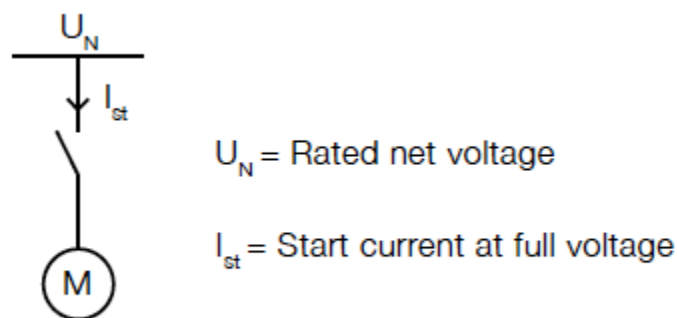 U_N
I_st
U_N = Rated net voltage
I_st = Start current at full voltage
M